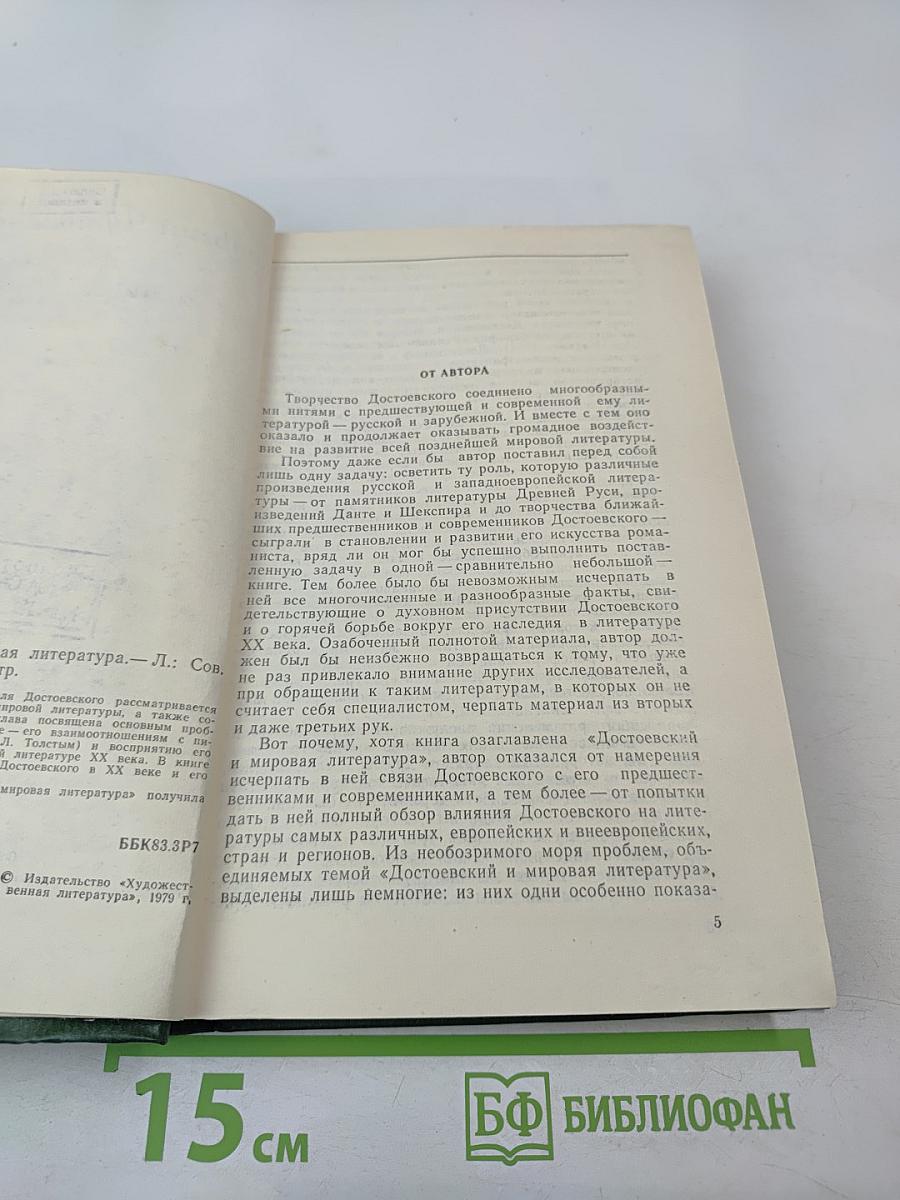 ая литература.— Л.: Сов.
тр.
ля Достоевского рассматривается
ировой литературы, а также со-
лава посвящена основным проб-
е — его взаимоотношениям с пи-
Л. Толстым) и восприятию его
й литературе XX века. В книге
Достоевского в XX веке и его
мировая литература» получила
ББК83.3Р7
© Издательство «Художест-
венная литература», 1979 г.
ОТ АВТОРА
Творчество Достоевского соединено многообразны-
ми нитями с предшествующей и современной ему ли-
тературой — русской и зарубежной. И вместе с тем оно
оказало и продолжает оказывать громадное воздейст-
вие на развитие всей позднейшей мировой литературы.
Поэтому даже если бы автор поставил перед собой
лишь одну задачу: осветить ту роль, которую различные
произведения русской и западноевропейской литера-
туры — от памятников литературы Древней Руси, про-
изведений Данте и Шекспира и до творчества ближай-
ших предшественников и современников Достоевского —
сыграли в становлении и развитии его искусства рома-
ниста, вряд ли он мог бы успешно выполнить постав-
ленную задачу в одной — сравнительно небольшой —
книге. Тем более было бы невозможным исчерпать в
ней все многочисленные и разнообразные факты, сви-
детельствующие о духовном присутствии Достоевского
и о горячей борьбе вокруг его наследия в литературе
XX века. Озабоченный полнотой материала, автор дол-
жен был бы неизбежно возвращаться к тому, что уже
не раз привлекало внимание других исследователей, а
при обращении к таким литературам, в которых он не
считает себя специалистом, черпать материал из вторых
и даже третьих рук.
Вот почему, хотя книга озаглавлена «Достоевский
и мировая литература», автор отказался от намерения
исчерпать в ней связи Достоевского с его предшест-
венниками и современниками, а тем более — от попытки
дать в ней полный обзор влияния Достоевского на лите-
ратуры самых различных, европейских и внеевропейских,
стран и регионов. Из необозримого моря проблем, объ-
единяемых темой «Достоевский и мировая литература»,
выделены лишь немногие: из них одни особенно показа-
5
15 см
БФ БИБЛИОФАН